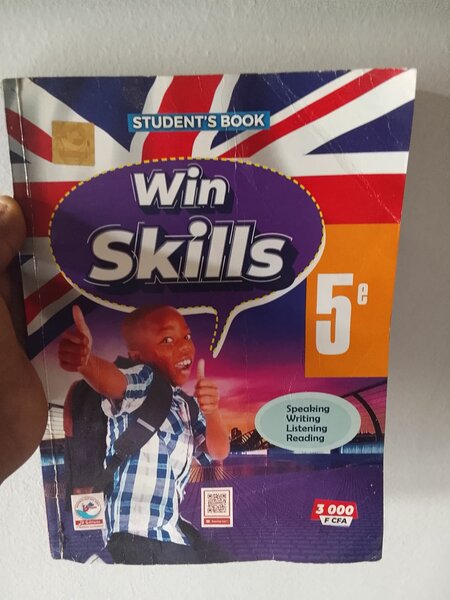 STUDENT'S BOOK
Win
Skills
5e
Speaking
Writing
Listening
Reading
3 000
F CFA